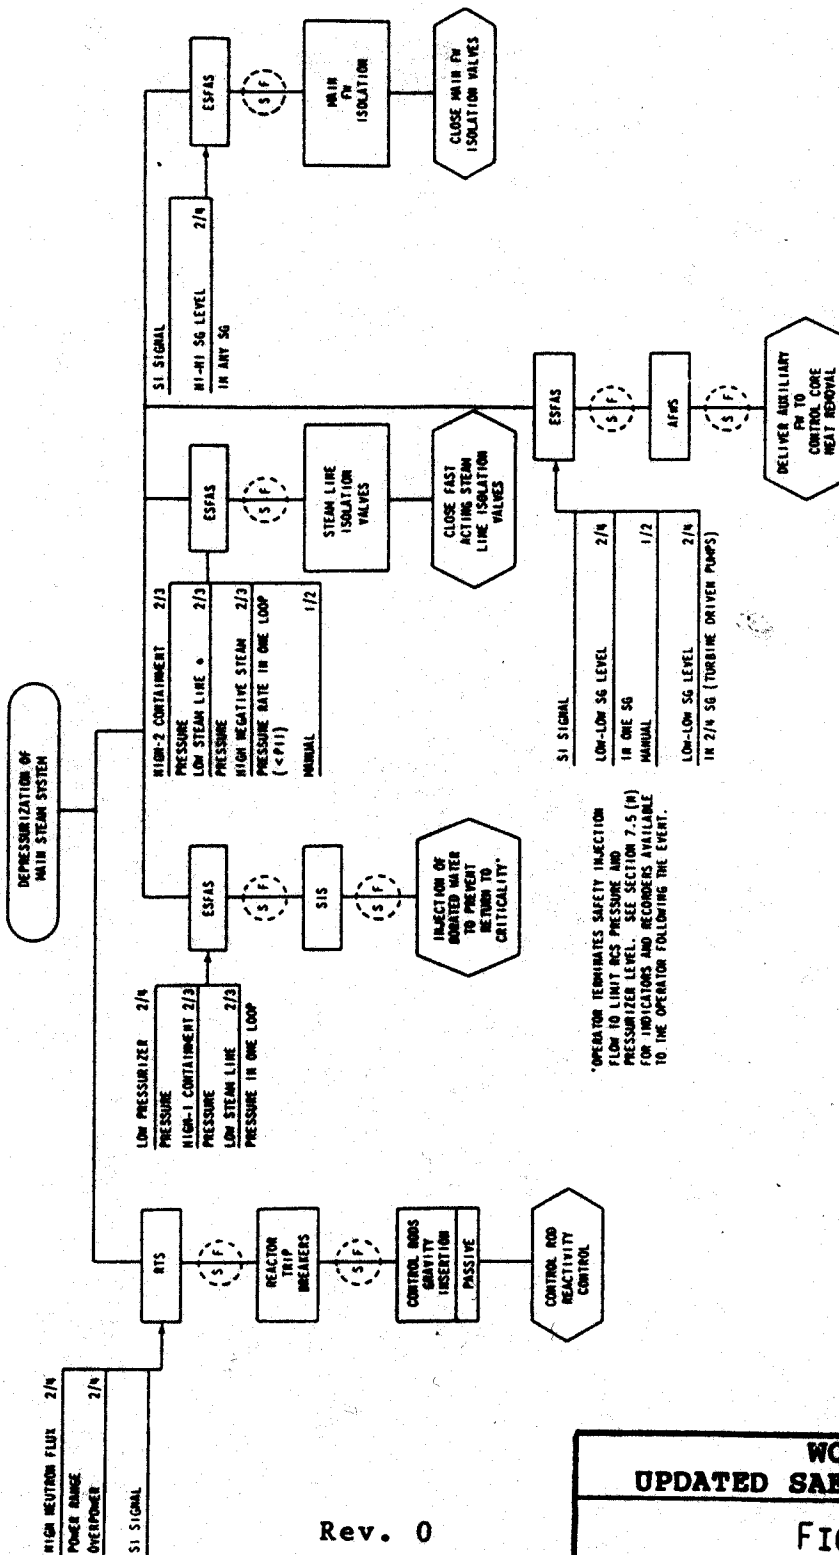 DEPRESSURIZATION OF
MAIN STEAM SYSTEM
HIGH NEUTRON FLUX 2/4
POWER RANGE
OVERPOWER 2/4
SI SIGNAL
RTS
S F
REACTOR
TRIP
BREAKERS
S F
CONTROL RODS
GRAVITY
INSERTION
PASSIVE
CONTROL ROD
REACTIVITY
CONTROL
LOW PRESSURIZER 2/4
PRESSURE
HIGH-1 CONTAINMENT 2/3
PRESSURE
LOW STEAM LINE 2/3
PRESSURE IN ONE LOOP
ESFAS
S F
SIS
S F
INJECTION OF
BORATED WATER
TO PREVENT
RETURN TO
CRITICALITY*
HIGH-2 CONTAINMENT 2/3
PRESSURE
LOW STEAM LINE 2/3
PRESSURE
HIGH NEGATIVE STEAM 2/3
PRESSURE RATE IN ONE LOOP
(<P11)
MANUAL 1/2
ESFAS
S F
STEAM LINE
ISOLATION
VALVES
CLOSE FAST
ACTING STEAM
LINE ISOLATION
VALVES
SI SIGNAL
HI-HI SG LEVEL 2/4
IN ANY SG
ESFAS
S F
MAIN
FW
ISOLATION
CLOSE MAIN FW
ISOLATION VALVES
SI SIGNAL
LOW-LOW SG LEVEL 2/4
IN ONE SG
MANUAL 1/2
LOW-LOW SG LEVEL 2/4
IN 2/4 SG (TURBINE DRIVEN PUMPS)
ESFAS
S F
AFWS
S F
DELIVER AUXILIARY
FW TO
CONTROL CORE
HEAT REMOVAL
*OPERATOR TERMINATES SAFETY INJECTION
FLOW TO LIMIT RCS PRESSURE AND
PRESSURIZER LEVEL. SEE SECTION 7.5 (N)
FOR INDICATORS AND RECORDERS AVAILABLE
TO THE OPERATOR FOLLOWING THE EVENT.
Rev. 0
WO
UPDATED SAF
FIG